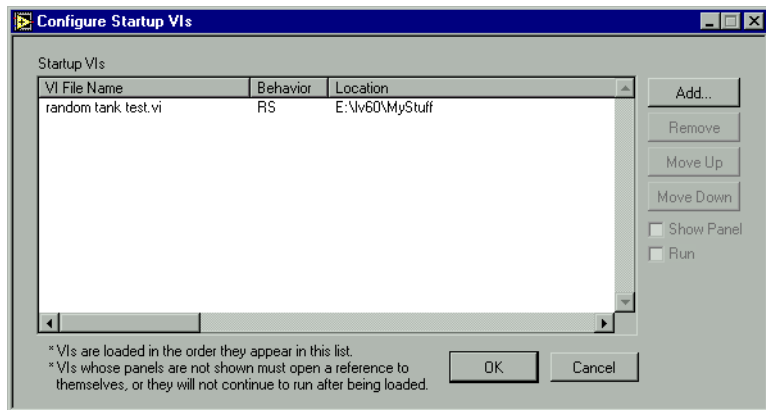 Configure Startup VIs
Startup VIs
VI File Name Behavior Location
random tank test.vi RS E:\lv60\MyStuff
Add...
Remove
Move Up
Move Down
Show Panel
Run
* VIs are loaded in the order they appear in this list.
* VIs whose panels are not shown must open a reference to
themselves, or they will not continue to run after being loaded.
OK Cancel